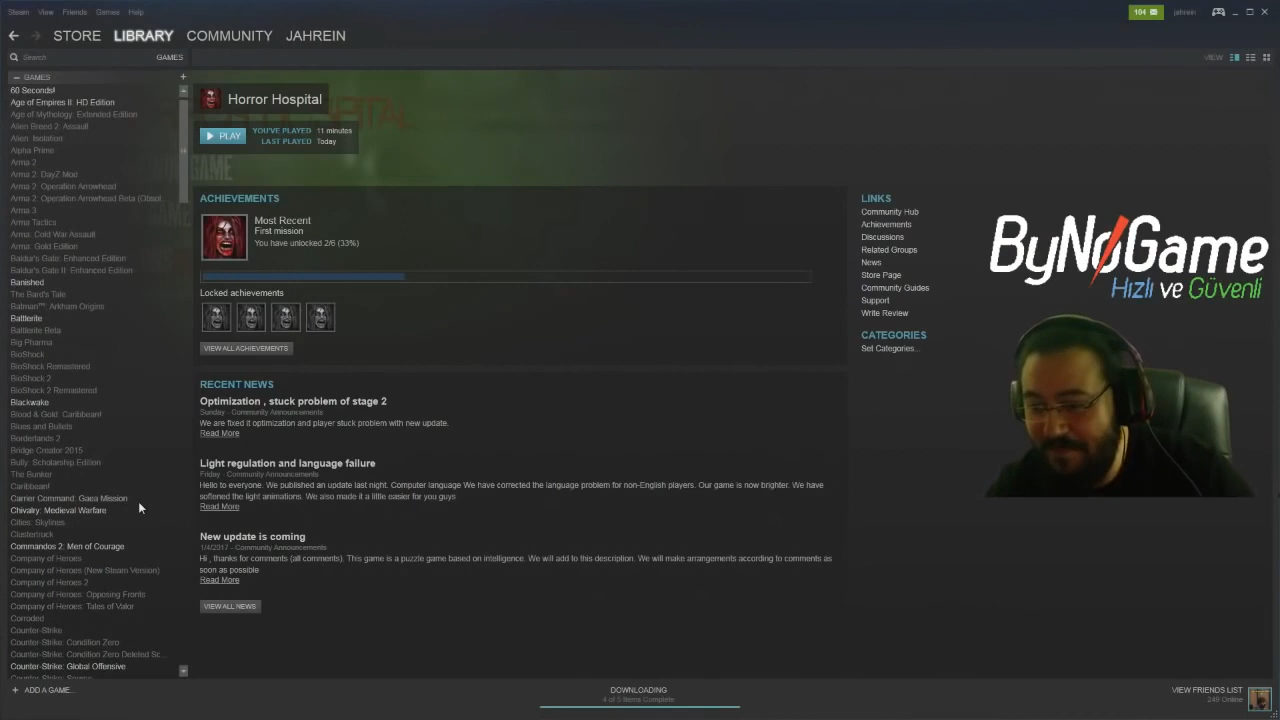 Steam View Friends Games Help
104
jahrein
STORE LIBRARY COMMUNITY JAHREIN
Search
GAMES
VIEW
GAMES
60 Seconds!
Age of Empires II: HD Edition
Age of Mythology: Extended Edition
Alien Breed 2: Assault
Alien: Isolation
Alpha Prime
Arma 2
Arma 2: DayZ Mod
Arma 2: Operation Arrowhead
Arma 2: Operation Arrowhead Beta (Obsol
Arma 3
Arma Tactics
Arma: Cold War Assault
Arma: Gold Edition
Baldur's Gate: Enhanced Edition
Baldur's Gate II: Enhanced Edition
Banished
The Bard's Tale
Batman™: Arkham Origins
Battlerite
Battlerite Beta
Big Pharma
BioShock
BioShock Remastered
BioShock 2
BioShock 2 Remastered
Blackwake
Blood & Gold: Caribbean!
Blues and Bullets
Borderlands 2
Bridge Creator 2015
Bully: Scholarship Edition
The Bunker
Caribbean!
Carrier Command: Gaea Mission
Chivalry: Medieval Warfare
Cities: Skylines
Clustertruck
Commandos 2: Men of Courage
Company of Heroes
Company of Heroes (New Steam Version)
Company of Heroes 2
Company of Heroes: Opposing Fronts
Company of Heroes: Tales of Valor
Corroded
Counter-Strike
Counter-Strike: Condition Zero
Counter-Strike: Condition Zero Deleted Sc...
Counter-Strike: Global Offensive
ADD A GAME...
Horror Hospital
PLAY
YOU'VE PLAYED 11 minutes
LAST PLAYED Today
ACHIEVEMENTS
Most Recent
First mission
You have unlocked 2/6 (33%)
Locked achievements
VIEW ALL ACHIEVEMENTS
RECENT NEWS
Optimization , stuck problem of stage 2
Sunday - Community Announcements
We are fixed it optimization and player stuck problem with new update.
Read More
Light regulation and language failure
Friday - Community Announcements
Hello to everyone. We published an update last night. Computer language We have corrected the language problem for non-English players. Our game is now brighter. We have
softened the light animations. We also made it a little easier for you guys
Read More
New update is coming
1/4/2017 - Community Announcements
Hi , thanks for comments (all comments). This game is a puzzle game based on intelligence. We will add to this description. We will make arrangements according to comments as
soon as possible
Read More
VIEW ALL NEWS
LINKS
Community Hub
Achievements
Discussions
Related Groups
News
Store Page
Community Guides
Support
Write Review
CATEGORIES
Set Categories...
ByNoGame
Hızlı ve Güvenli
DOWNLOADING
4 of 5 Items Complete
VIEW FRIENDS LIST
249 Online